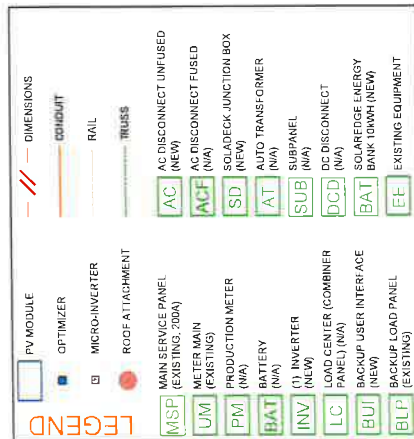 LEGEND
PV MODULE
OPTIMIZER
MICRO-INVERTER
ROOF ATTACHMENT
DIMENSIONS
CONDUIT
RAIL
TRUSS
MSP
MAIN SERVICE PANEL
(EXISTING, 200A)
UM
METER MAIN
(EXISTING)
PM
PRODUCTION METER
(N/A)
BAT
BATTERY
(N/A)
INV
(1) INVERTER
(NEW)
LC
LOAD CENTER (COMBINER
PANEL) (N/A)
BUI
BACKUP USER INTERFACE
(NEW)
BLP
BACKUP LOAD PANEL
(EXISTING)
AC
AC DISCONNECT UNFUSED
(NEW)
ACF
AC DISCONNECT FUSED
(N/A)
SD
SOLADECK JUNCTION BOX
(NEW)
AT
AUTO TRANSFORMER
(N/A)
SUB
SUBPANEL
(N/A)
DCD
DC DISCONNECT
(N/A)
BAT
SOLAREDGE ENERGY
BANK 10KWH (NEW)
EE
EXISTING EQUIPMENT